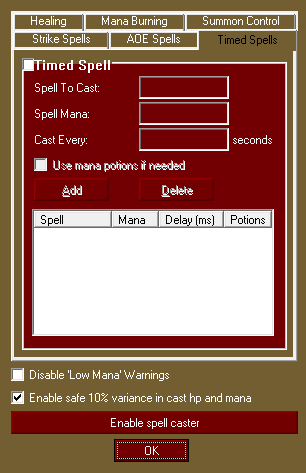 Healing Mana Burning Summon Control
Strike Spells AOE Spells Timed Spells
Timed Spell
Spell To Cast:
Spell Mana:
Cast Every: seconds
Use mana potions if needed
Add Delete
Spell Mana Delay (ms) Potions
Disable 'Low Mana' Warnings
Enable safe 10% variance in cast hp and mana
Enable spell caster
OK